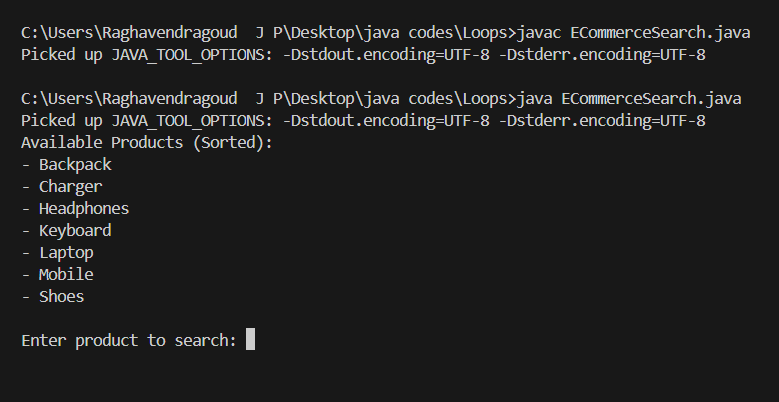 C:\Users\Raghavendragoud  J P\Desktop\java codes\Loops>javac ECommerceSearch.java
Picked up JAVA_TOOL_OPTIONS: -Dstdout.encoding=UTF-8 -Dstderr.encoding=UTF-8
C:\Users\Raghavendragoud  J P\Desktop\java codes\Loops>java ECommerceSearch.java
Picked up JAVA_TOOL_OPTIONS: -Dstdout.encoding=UTF-8 -Dstderr.encoding=UTF-8
Available Products (Sorted):
- Backpack
- Charger
- Headphones
- Keyboard
- Laptop
- Mobile
- Shoes
Enter product to search: